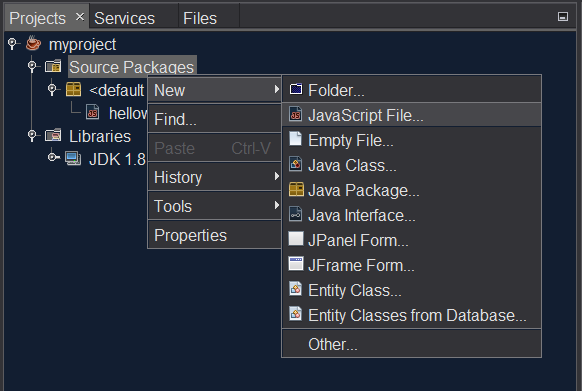 Projects × Services Files
myproject
Source Packages
<default
hellow
Libraries
JDK 1.8
New
Find...
Paste Ctrl-V
History
Tools
Properties
Folder...
JavaScript File...
Empty File...
Java Class...
Java Package...
Java Interface...
JPanel Form...
JFrame Form...
Entity Class...
Entity Classes from Database...
Other...